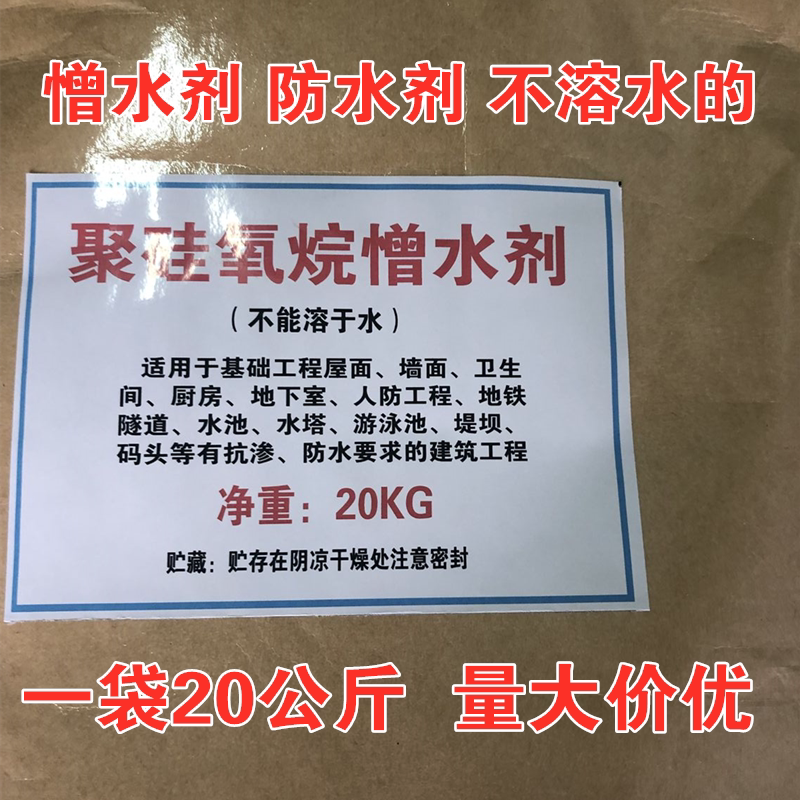 憎水剂 防水剂 不溶水的
聚硅氧烷憎水剂
（不能溶于水）
适用于基础工程屋面、墙面、卫生
间、厨房、地下室、人防工程、地铁
隧道、水池、水塔、游泳池、堤坝、
码头等有抗渗、防水要求的建筑工程
净重：20KG
贮藏：贮存在阴凉干燥处注意密封
一袋20公斤 量大价优